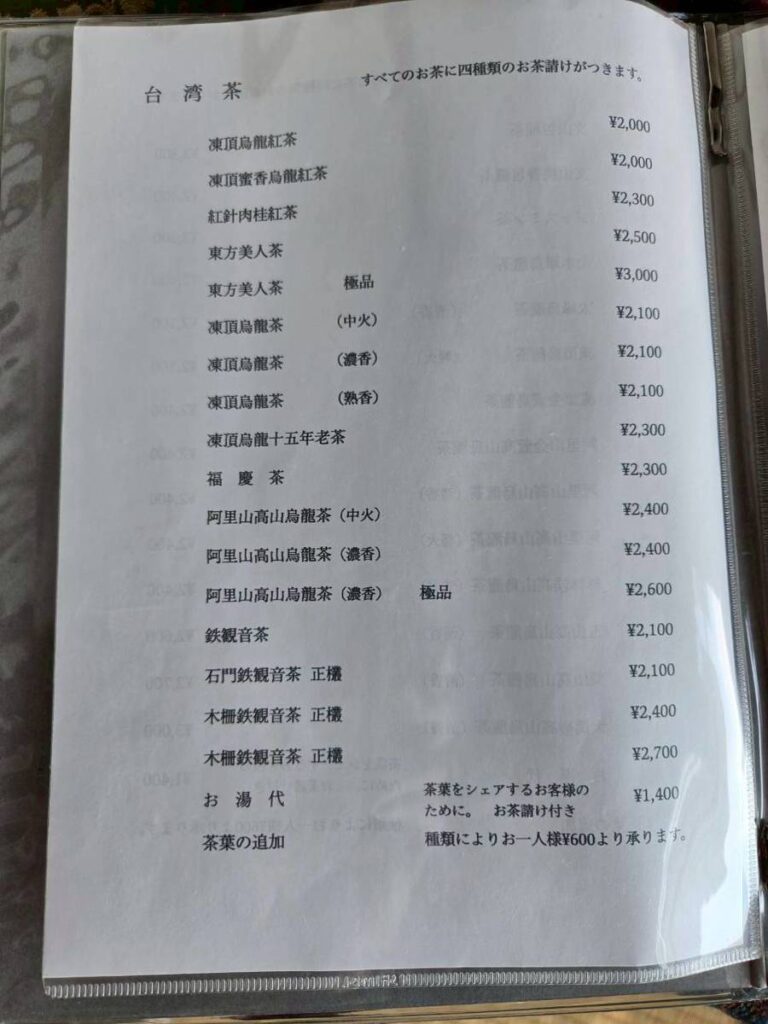 台 湾 茶 すべてのお茶に四種類のお茶請けがつきます。
凍頂烏龍紅茶 ¥2,000
凍頂蜜香烏龍紅茶 ¥2,000
紅針肉桂紅茶 ¥2,300
東方美人茶 ¥2,500
東方美人茶 極品 ¥3,000
凍頂烏龍茶 (中火) ¥2,100
凍頂烏龍茶 (濃香) ¥2,100
凍頂烏龍茶 (熟香) ¥2,100
凍頂烏龍十五年老茶 ¥2,300
福 慶 茶 ¥2,300
阿里山高山烏龍茶(中火) ¥2,400
阿里山高山烏龍茶(濃香) ¥2,400
阿里山高山烏龍茶(濃香) 極品 ¥2,600
鉄観音茶 ¥2,100
石門鉄観音茶 正欉 ¥2,100
木柵鉄観音茶 正欉 ¥2,400
木柵鉄観音茶 正欉 ¥2,700
お 湯 代 茶葉をシェアするお客様の ¥1,400
ために。 お茶請け付き
茶葉の追加 種類によりお一人様¥600より承ります。